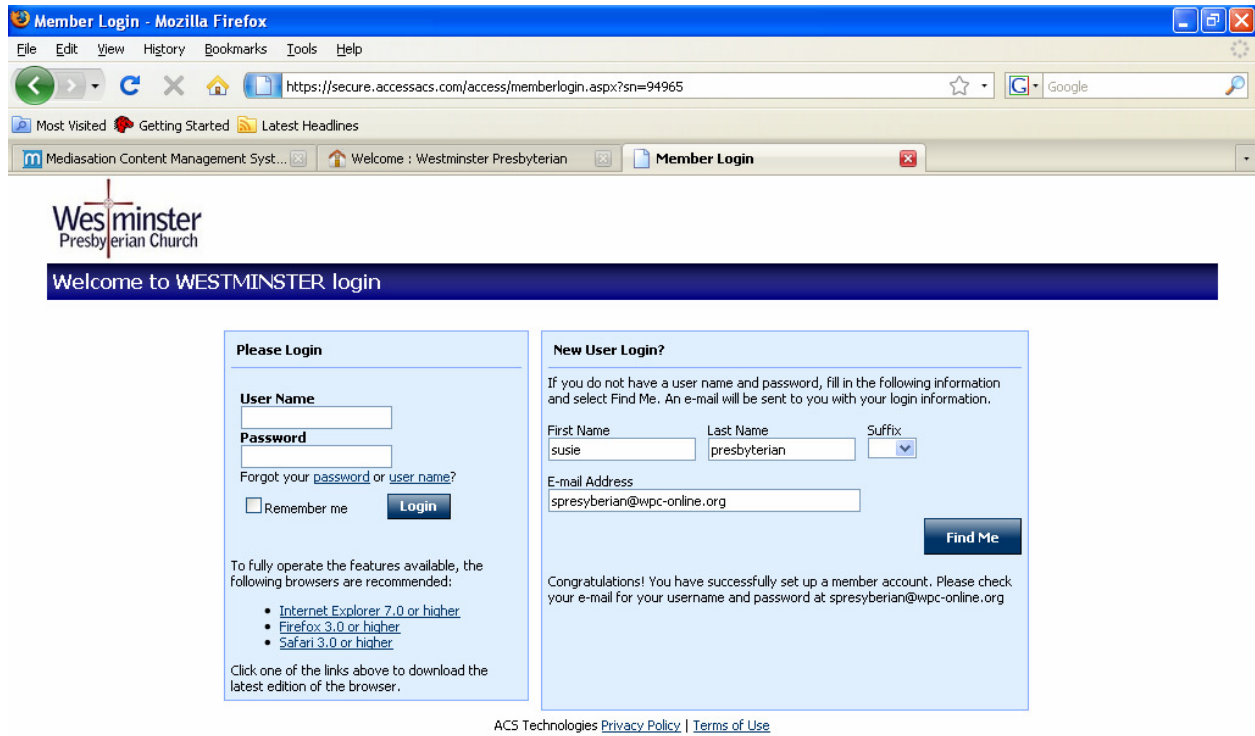 Member Login - Mozilla Firefox
File Edit View History Bookmarks Tools Help
https://secure.accessacs.com/access/memberlogin.aspx?sn=94965
G Google
Most Visited Getting Started Latest Headlines
m Mediasation Content Management Syst... Welcome : Westminster Presbyterian Member Login
Westminster
Presbyterian Church
Welcome to WESTMINSTER login
Please Login
User Name
Password
Forgot your password or user name?
Remember me Login
To fully operate the features available, the
following browsers are recommended:
• Internet Explorer 7.0 or higher
• Firefox 3.0 or higher
• Safari 3.0 or higher
Click one of the links above to download the
latest edition of the browser.
New User Login?
If you do not have a user name and password, fill in the following information
and select Find Me. An e-mail will be sent to you with your login information.
First Name Last Name Suffix
susie presbyterian
E-mail Address
spresyberian@wpc-online.org
Find Me
Congratulations! You have successfully set up a member account. Please check
your e-mail for your username and password at spresyberian@wpc-online.org
ACS Technologies Privacy Policy | Terms of Use